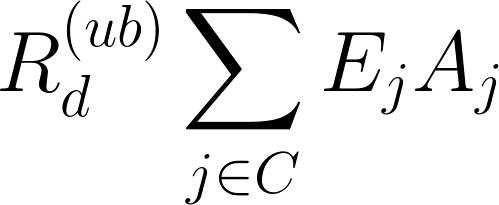 R_d^{(ub)} \sum_{j \in C} E_j A_j